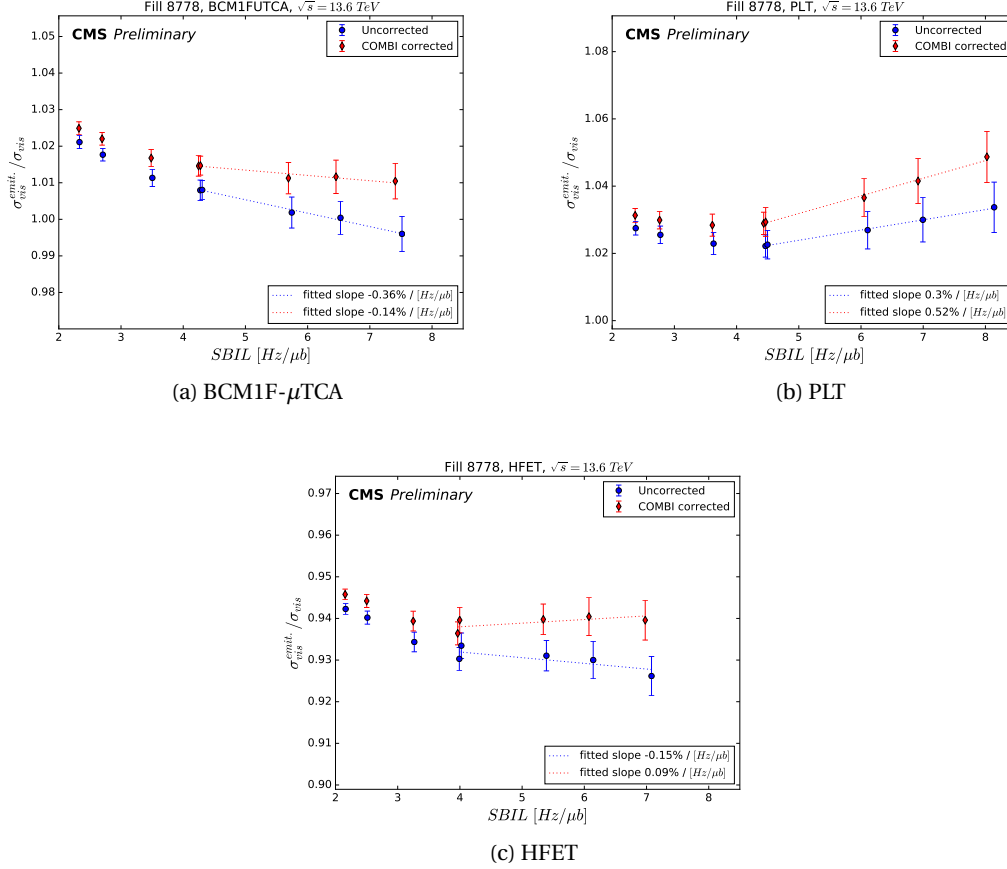 Fill 8778, BCM1FUTCA, √s = 13.6 TeV
CMS Preliminary
Uncorrected
COMBI corrected
1.05
1.04
1.03
1.02
1.01
1.00
0.99
0.98
σ_vis^emit. / σ_vis
fitted slope -0.36% / [Hz/μb]
fitted slope -0.14% / [Hz/μb]
2 3 4 5 6 7 8
SBIL [Hz/μb]
(a) BCM1F-μTCA
Fill 8778, PLT, √s = 13.6 TeV
CMS Preliminary
Uncorrected
COMBI corrected
1.08
1.06
1.04
1.02
1.00
σ_vis^emit. / σ_vis
fitted slope 0.3% / [Hz/μb]
fitted slope 0.52% / [Hz/μb]
2 3 4 5 6 7 8
SBIL [Hz/μb]
(b) PLT
Fill 8778, HFET, √s = 13.6 TeV
CMS Preliminary
Uncorrected
COMBI corrected
0.97
0.96
0.95
0.94
0.93
0.92
0.91
0.90
σ_vis^emit. / σ_vis
fitted slope -0.15% / [Hz/μb]
fitted slope 0.09% / [Hz/μb]
2 3 4 5 6 7 8
SBIL [Hz/μb]
(c) HFET